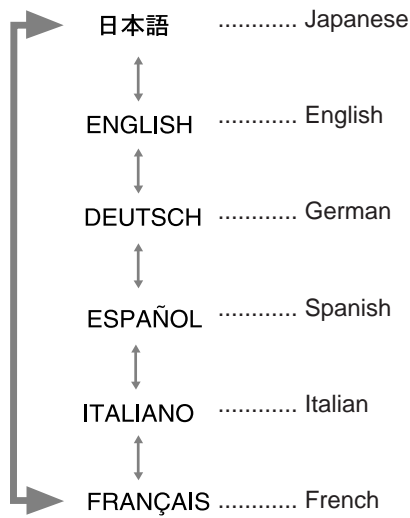 日本語 ............ Japanese
ENGLISH ............ English
DEUTSCH ............ German
ESPAÑOL ............ Spanish
ITALIANO ............ Italian
FRANÇAIS ............ French